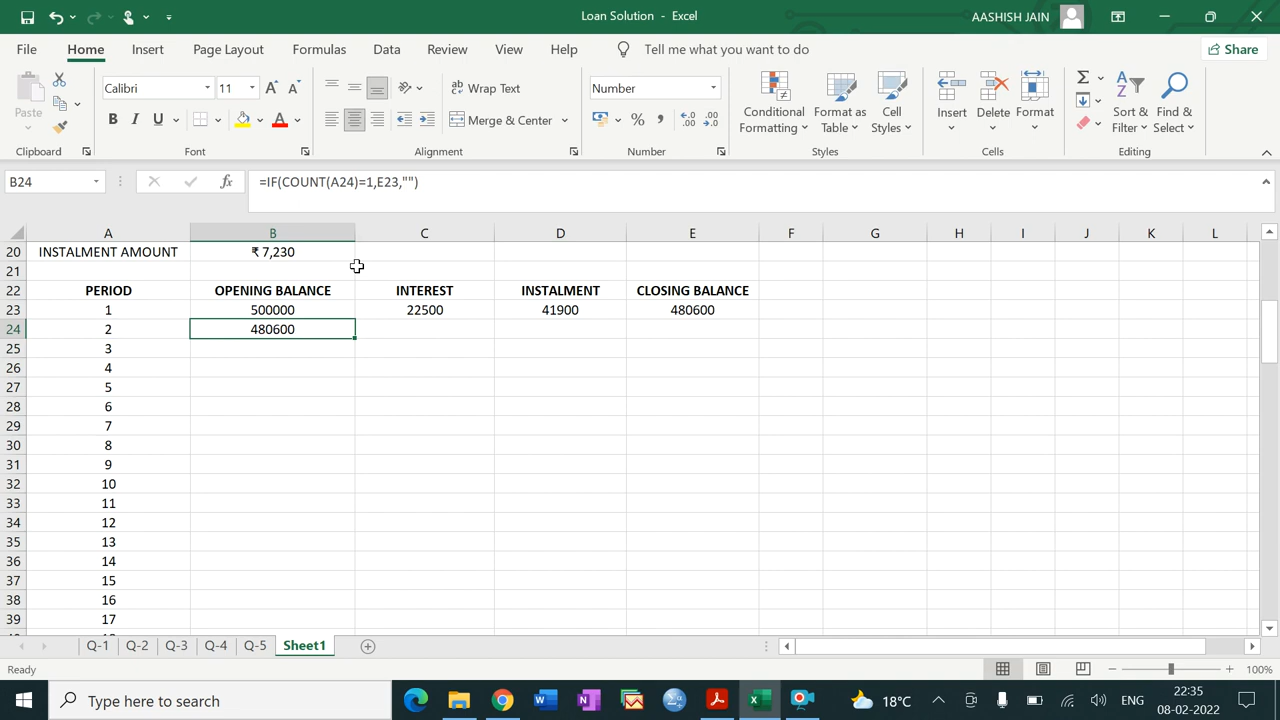 Loan Solution - Excel
AASHISH JAIN
File Home Insert Page Layout Formulas Data Review View Help Tell me what you want to do Share
Paste
Calibri 11
B I U
Wrap Text
Merge & Center
Number
Conditional Formatting
Format as Table
Cell Styles
Insert
Delete
Format
Sort & Filter
Find & Select
Clipboard Font Alignment Number Styles Cells Editing
B24 =IF(COUNT(A24)=1,E23,"")
A B C D E F G H I J K L
20 INSTALMENT AMOUNT ₹ 7,230
21
22 PERIOD OPENING BALANCE INTEREST INSTALMENT CLOSING BALANCE
23 1 500000 22500 41900 480600
24 2 480600
25 3
26 4
27 5
28 6
29 7
30 8
31 9
32 10
33 11
34 12
35 13
36 14
37 15
38 16
39 17
Q-1 Q-2 Q-3 Q-4 Q-5 Sheet1
Ready 100%
Type here to search
18°C ENG 22:35
08-02-2022